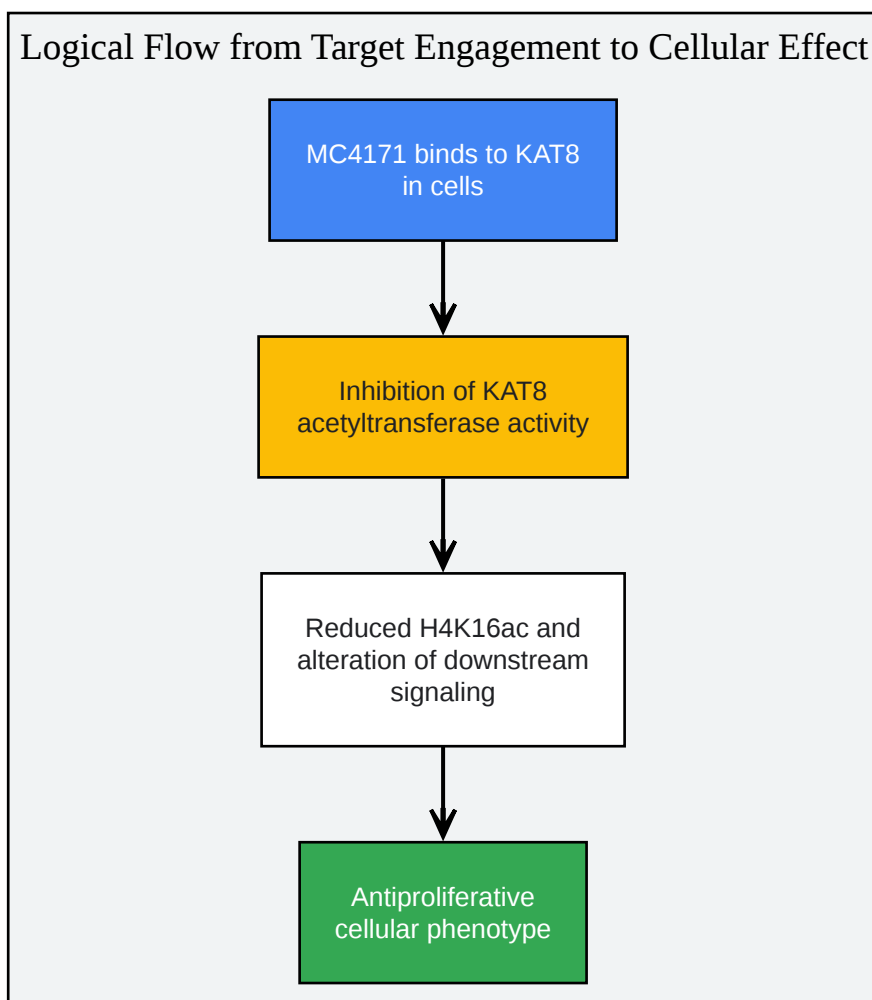 Logical Flow from Target Engagement to Cellular Effect
MC4171 binds to KAT8
in cells
Inhibition of KAT8
acetyltransferase activity
Reduced H4K16ac and
alteration of downstream
signaling
Antiproliferative
cellular phenotype